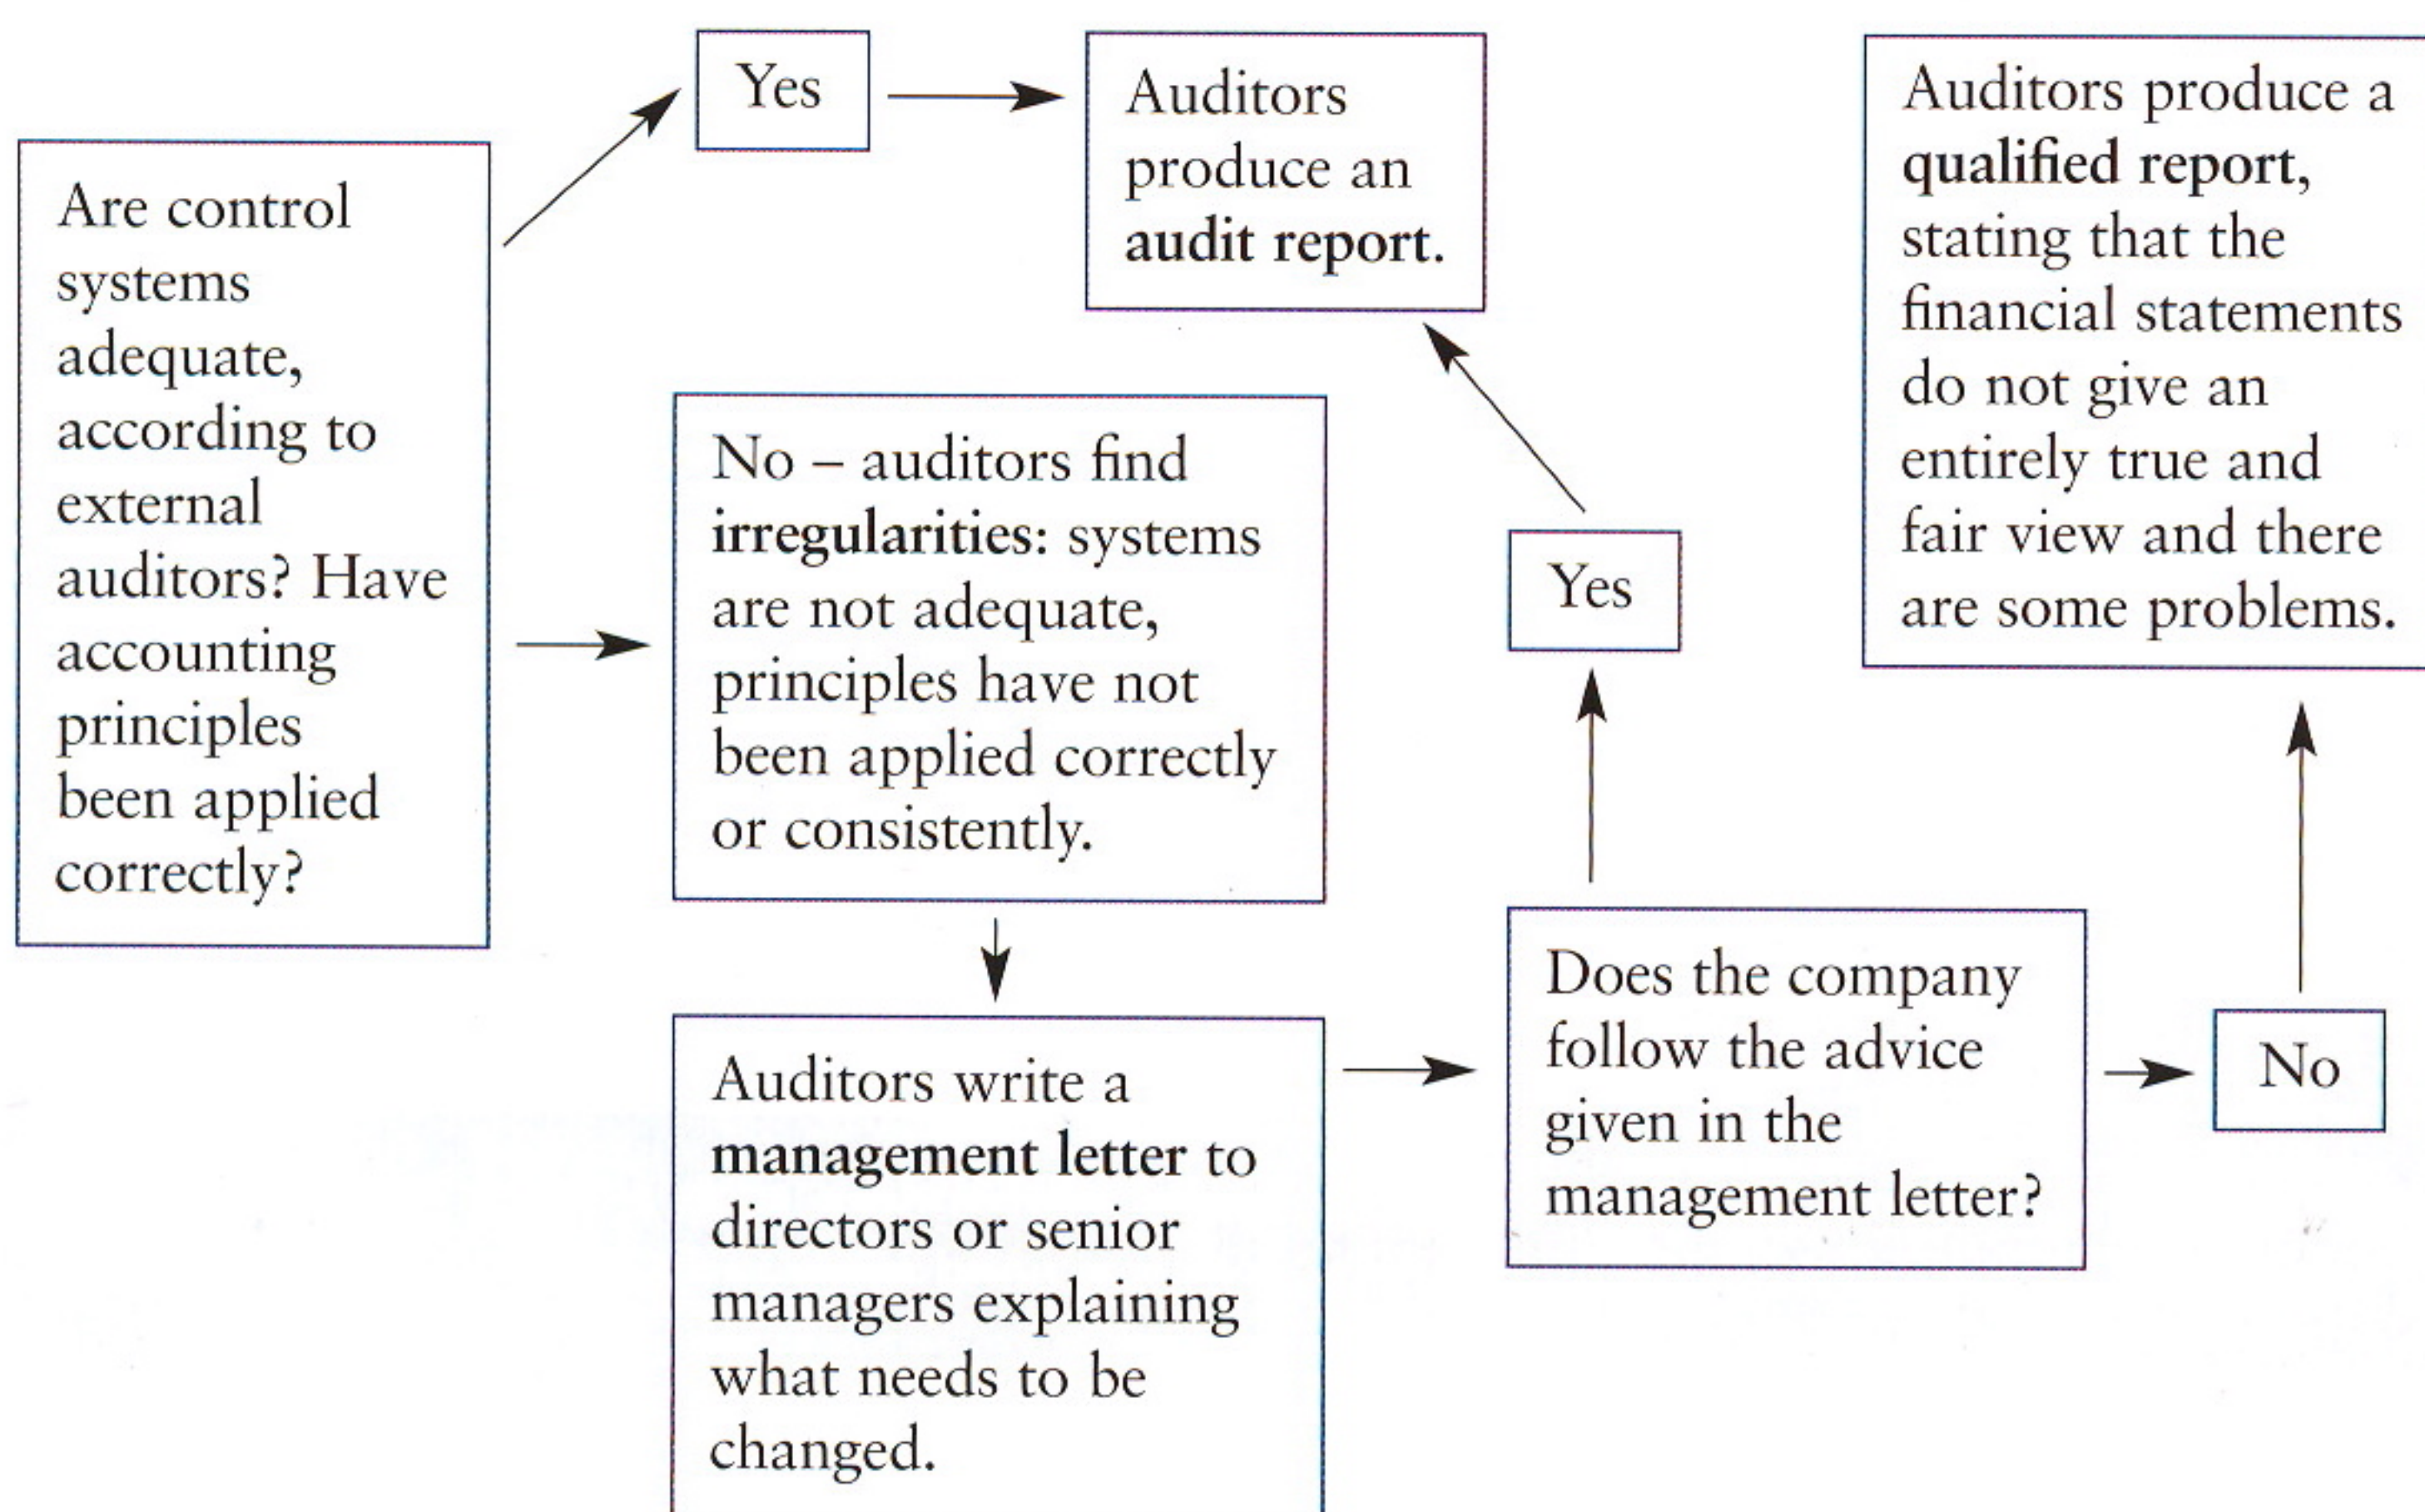 Are control
systems
adequate,
according to
external
auditors? Have
accounting
principles
been applied
correctly?
Yes
Auditors
produce an
audit report.
No – auditors find
irregularities: systems
are not adequate,
principles have not
been applied correctly
or consistently.
Auditors write a
management letter to
directors or senior
managers explaining
what needs to be
changed.
Does the company
follow the advice
given in the
management letter?
Yes
No
Auditors produce a
qualified report,
stating that the
financial statements
do not give an
entirely true and
fair view and there
are some problems.